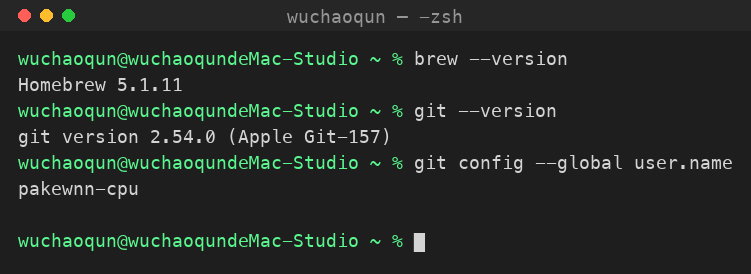 wuchaoqun — -zsh
wuchaoqun@wuchaoqundeMac-Studio ~ % brew --version
Homebrew 5.1.11
wuchaoqun@wuchaoqundeMac-Studio ~ % git --version
git version 2.54.0 (Apple Git-157)
wuchaoqun@wuchaoqundeMac-Studio ~ % git config --global user.name
pakewnn-cpu
wuchaoqun@wuchaoqundeMac-Studio ~ %